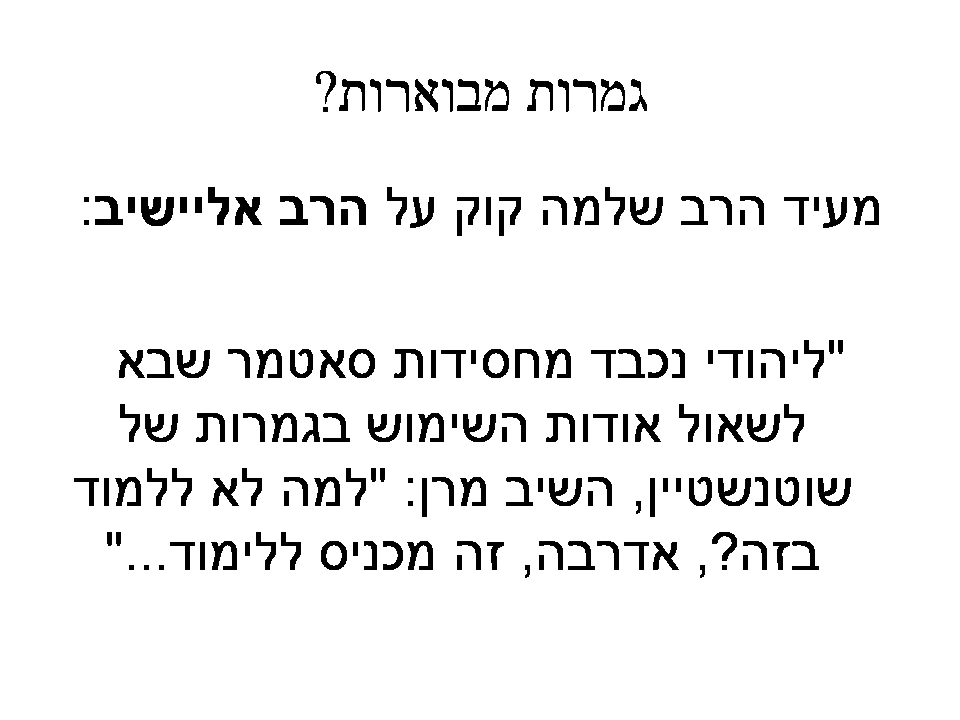 גמרות מבוארות?
מעיד הרב שלמה קוק על הרב אליישיב:
"ליהודי נכבד מחסידות סאטמר שבא
לשאול אודות השימוש בגמרות של
שוטנשטיין, השיב מרן: "למה לא ללמוד
בזה?, אדרבה, זה מכניס ללימוד..."